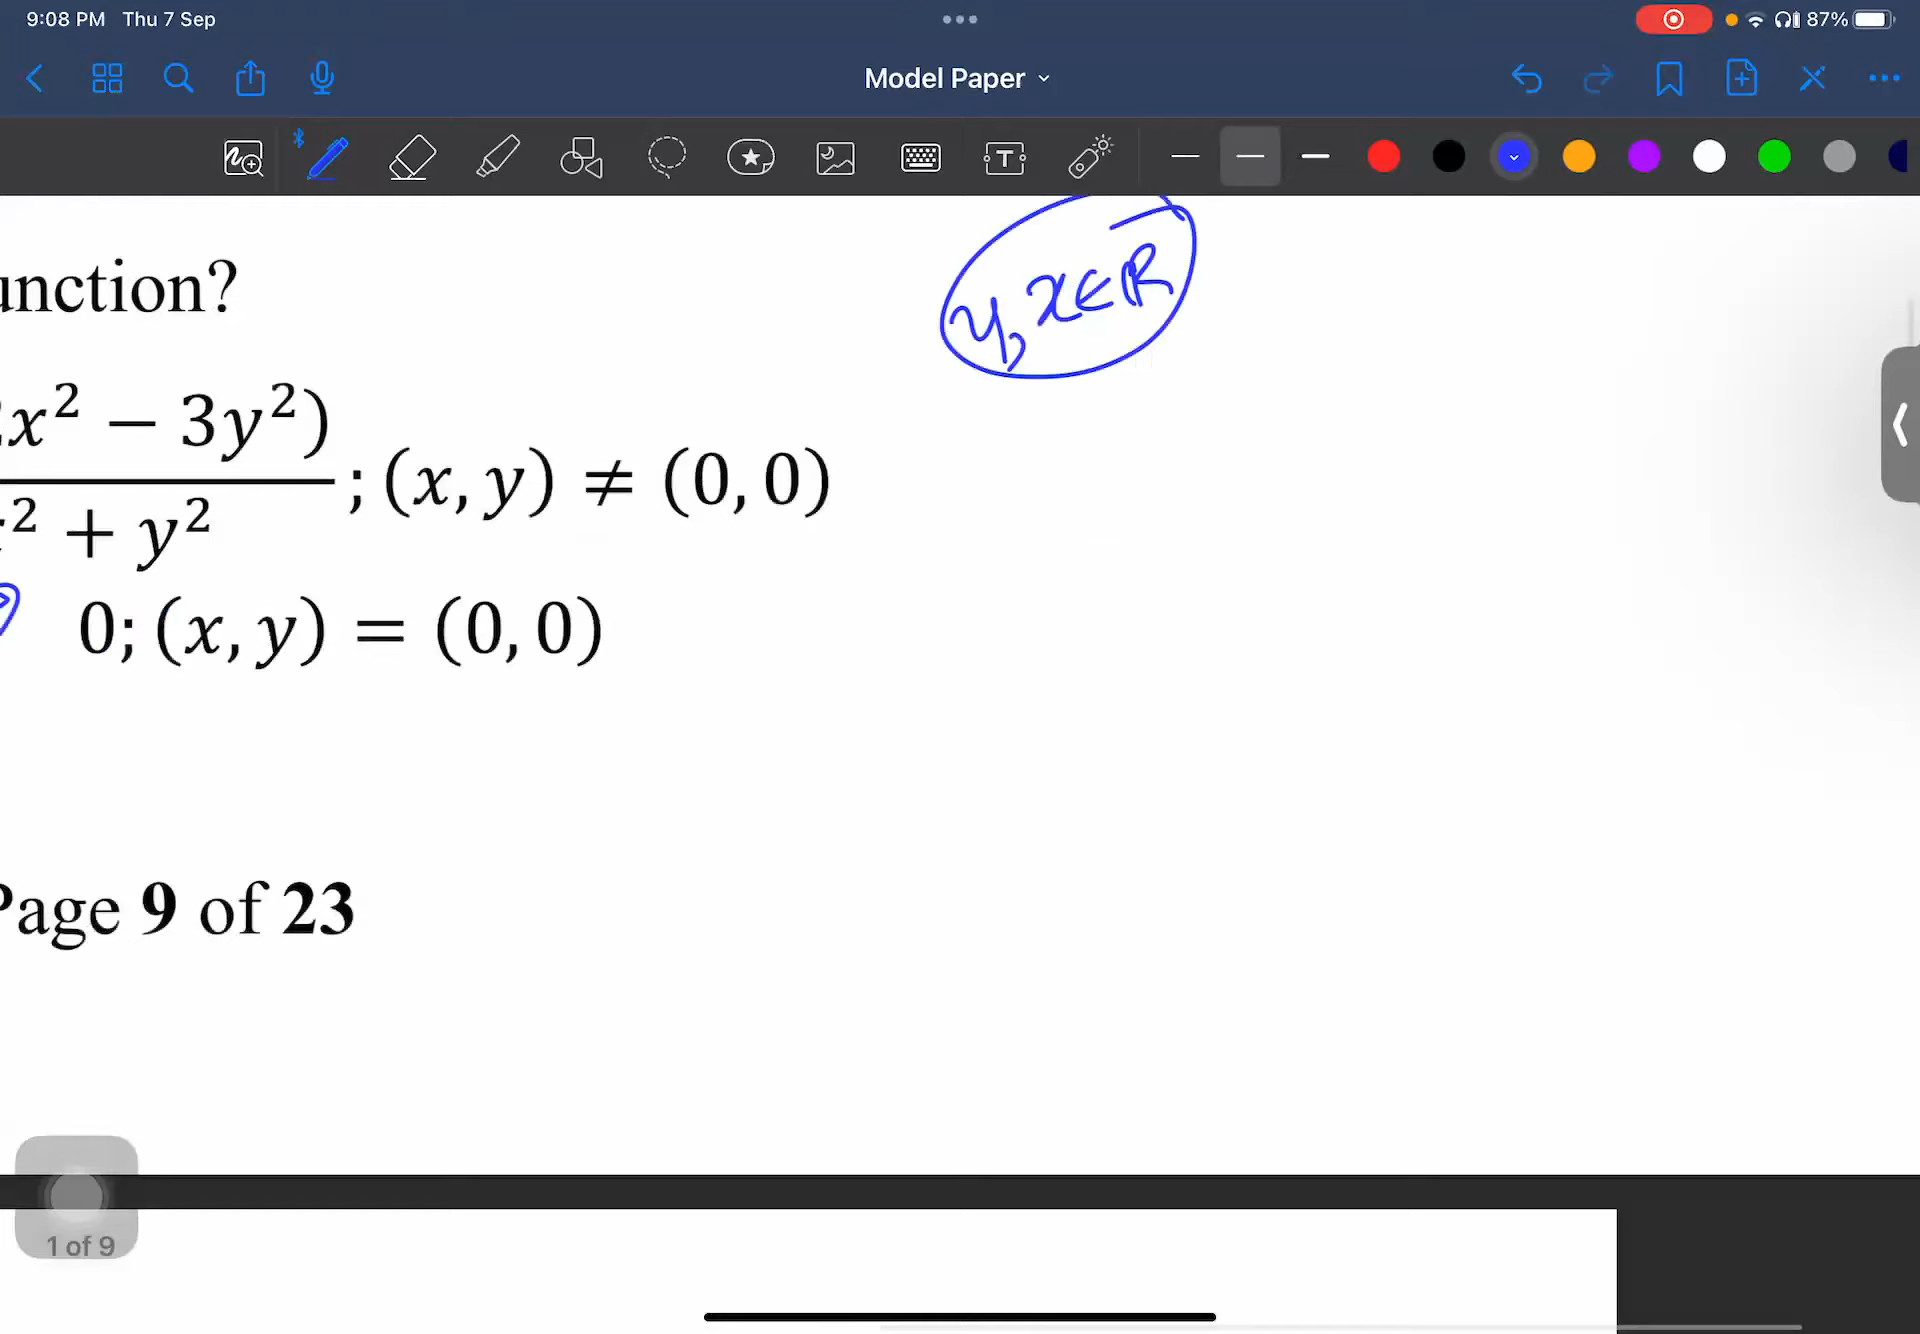 9:08 PM Thu 7 Sep
87%
Model Paper
T
y, x ∈ ℝ
unction?
x² − 3y²)
² + y²
; (x, y) ≠ (0, 0)
0; (x, y) = (0, 0)
Page 9 of 23
1 of 9